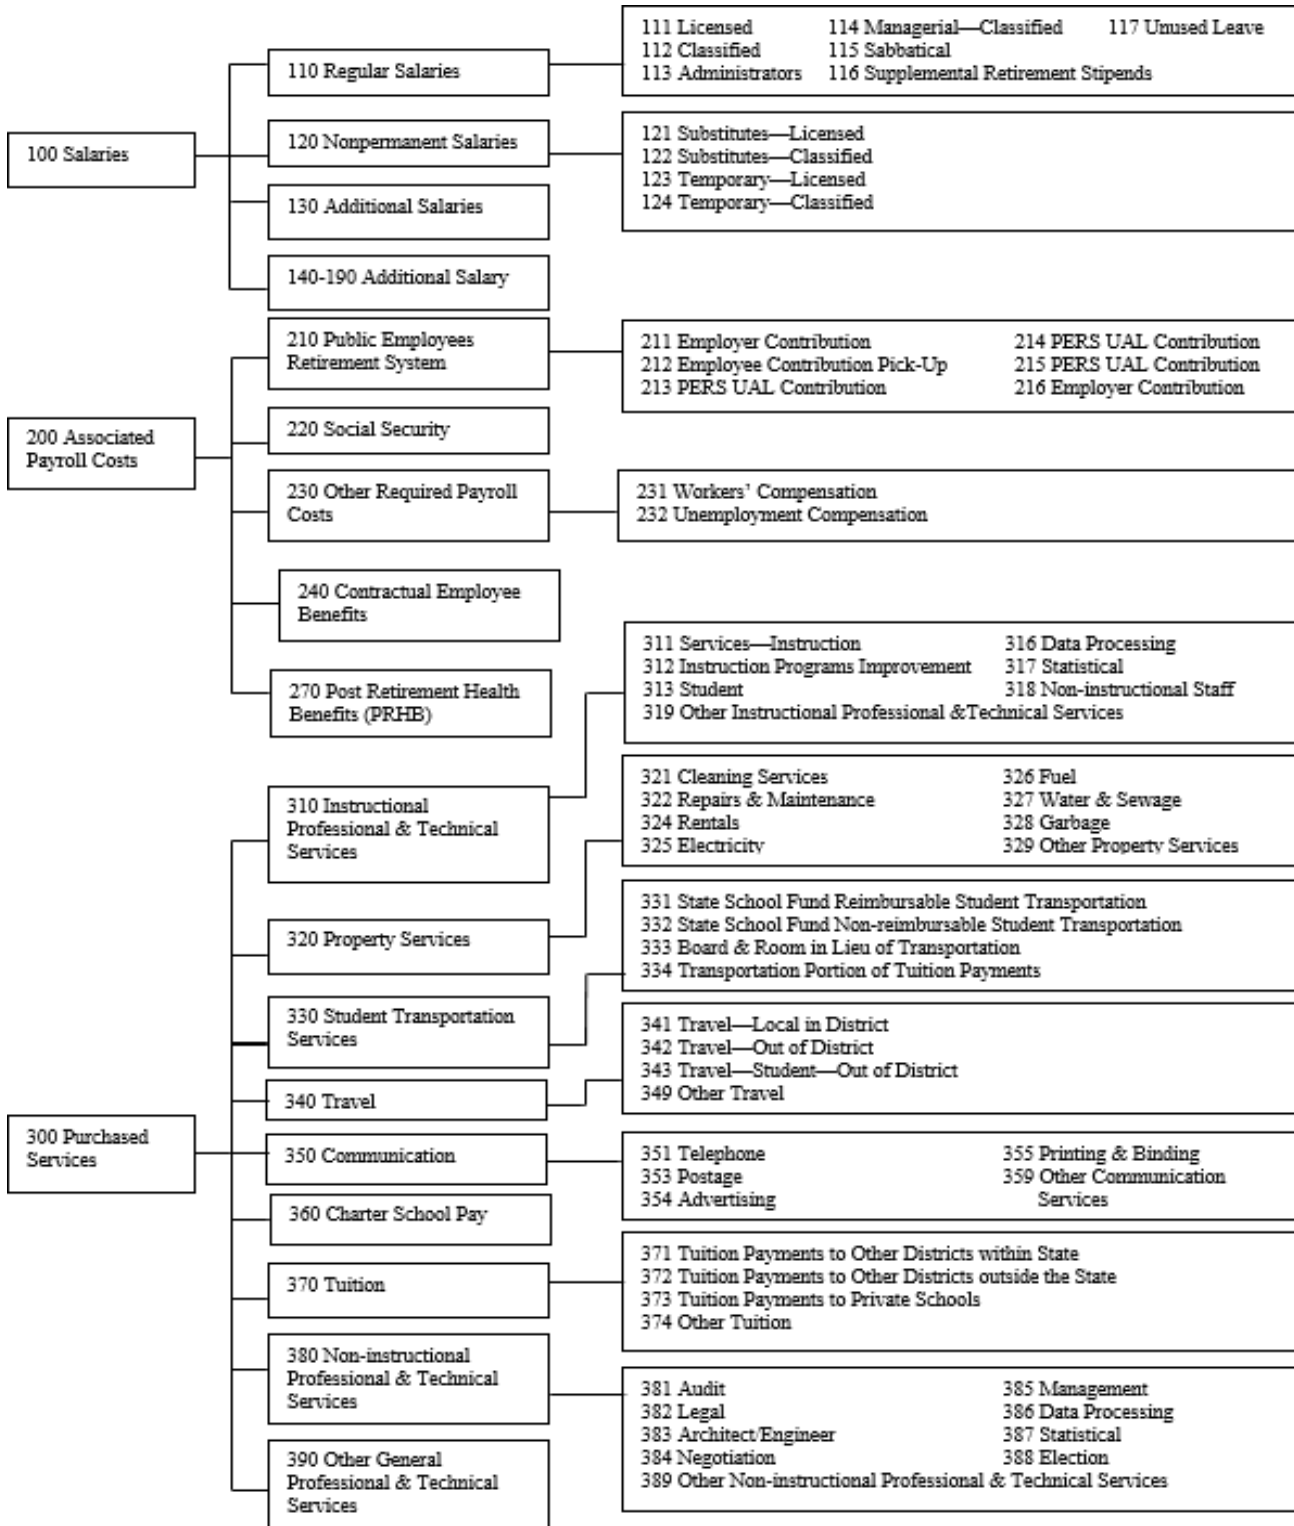 100 Salaries
110 Regular Salaries
111 Licensed 114 Managerial—Classified 117 Unused Leave
112 Classified 115 Sabbatical
113 Administrators 116 Supplemental Retirement Stipends
120 Nonpermanent Salaries
121 Substitutes—Licensed
122 Substitutes—Classified
123 Temporary—Licensed
124 Temporary—Classified
130 Additional Salaries
140-190 Additional Salary
200 Associated
Payroll Costs
210 Public Employees
Retirement System
211 Employer Contribution 214 PERS UAL Contribution
212 Employee Contribution Pick-Up 215 PERS UAL Contribution
213 PERS UAL Contribution 216 Employer Contribution
220 Social Security
230 Other Required Payroll
Costs
231 Workers’ Compensation
232 Unemployment Compensation
240 Contractual Employee
Benefits
270 Post Retirement Health
Benefits (PRHB)
300 Purchased
Services
310 Instructional
Professional & Technical
Services
311 Services—Instruction 316 Data Processing
312 Instruction Programs Improvement 317 Statistical
313 Student 318 Non-instructional Staff
319 Other Instructional Professional &Technical Services
320 Property Services
321 Cleaning Services 326 Fuel
322 Repairs & Maintenance 327 Water & Sewage
324 Rentals 328 Garbage
325 Electricity 329 Other Property Services
330 Student Transportation
Services
331 State School Fund Reimbursable Student Transportation
332 State School Fund Non-reimbursable Student Transportation
333 Board & Room in Lieu of Transportation
334 Transportation Portion of Tuition Payments
340 Travel
341 Travel—Local in District
342 Travel—Out of District
343 Travel—Student—Out of District
349 Other Travel
350 Communication
351 Telephone 355 Printing & Binding
353 Postage 359 Other Communication
354 Advertising Services
360 Charter School Pay
370 Tuition
371 Tuition Payments to Other Districts within State
372 Tuition Payments to Other Districts outside the State
373 Tuition Payments to Private Schools
374 Other Tuition
380 Non-instructional
Professional & Technical
Services
381 Audit 385 Management
382 Legal 386 Data Processing
383 Architect/Engineer 387 Statistical
384 Negotiation 388 Election
389 Other Non-instructional Professional & Technical Services
390 Other General
Professional & Technical
Services